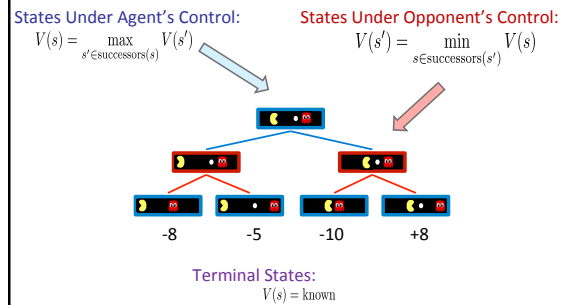 States Under Agent's Control:
V(s) = max V(s′)
s′∈successors(s)
States Under Opponent's Control:
V(s′) = min V(s)
s∈successors(s′)
-8 -5 -10 +8
Terminal States:
V(s) = known